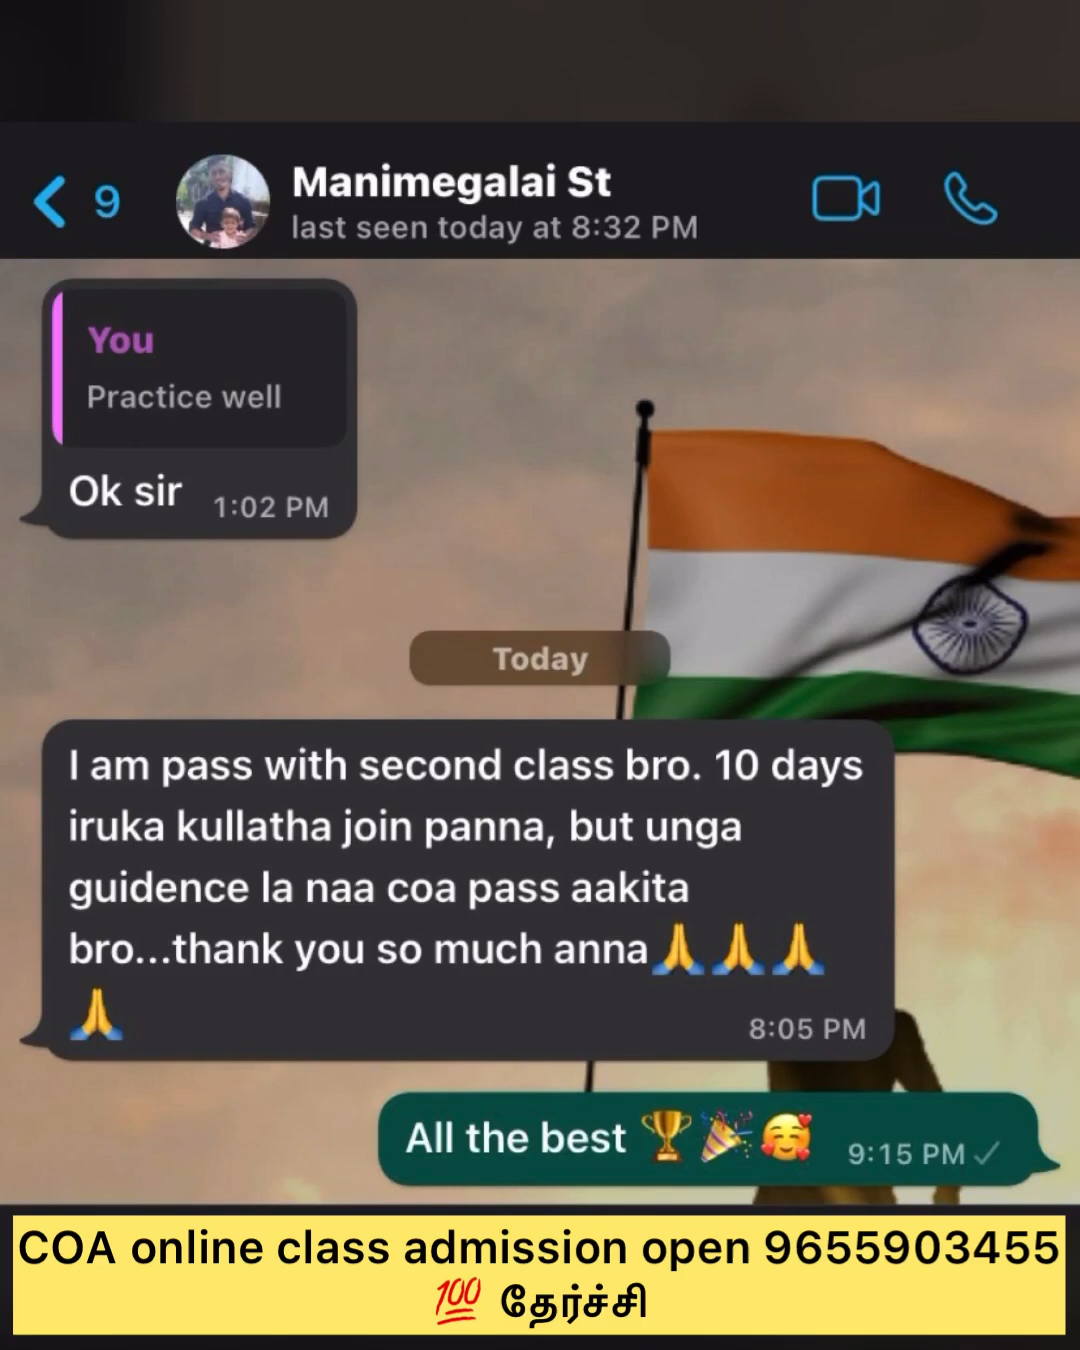 9
Manimegalai St
last seen today at 8:32 PM
You
Practice well
Ok sir 1:02 PM
Today
I am pass with second class bro. 10 days
iruka kullatha join panna, but unga
guidence la naa coa pass aakita
bro...thank you so much anna🙏🙏🙏
🙏 8:05 PM
All the best 🏆🎉🥰 9:15 PM ✓
COA online class admission open 9655903455
💯 தேர்ச்சி